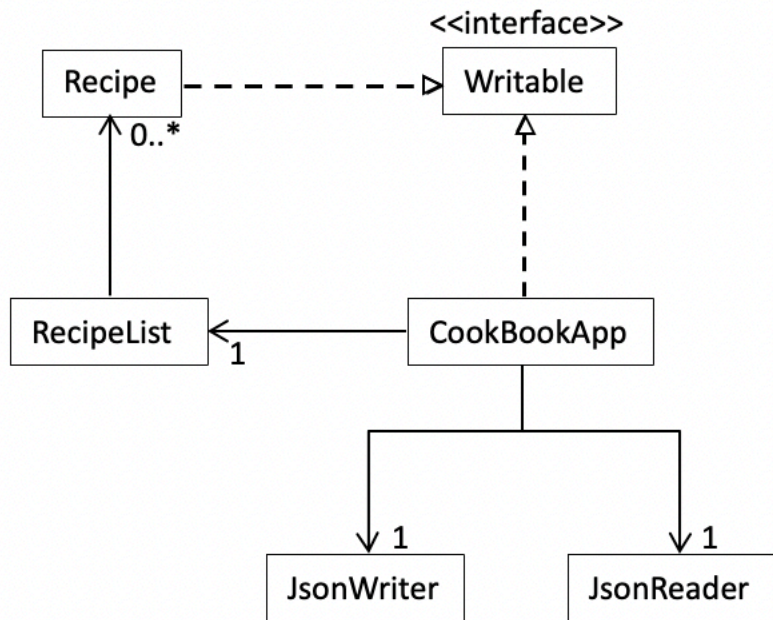 <<interface>>
Recipe
Writable
0..*
RecipeList
CookBookApp
1
1
1
JsonWriter
JsonReader